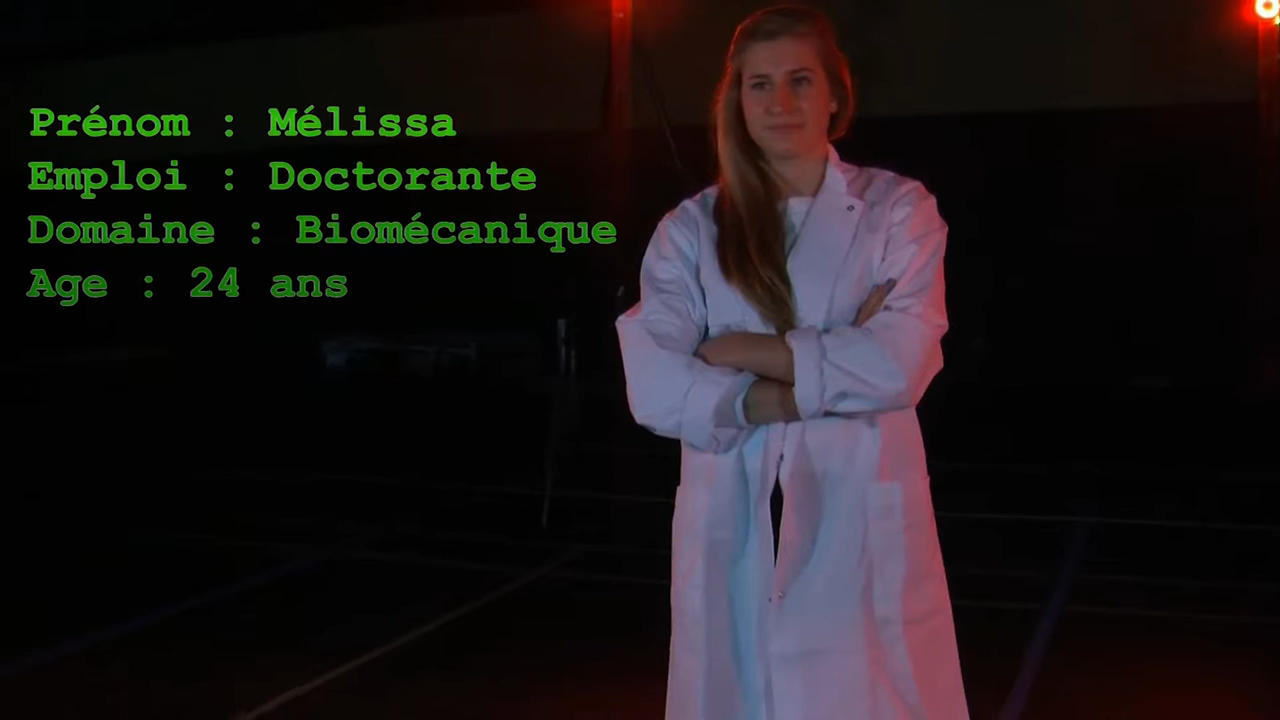 Prénom : Mélissa
Emploi : Doctorante
Domaine : Biomécanique
Age : 24 ans